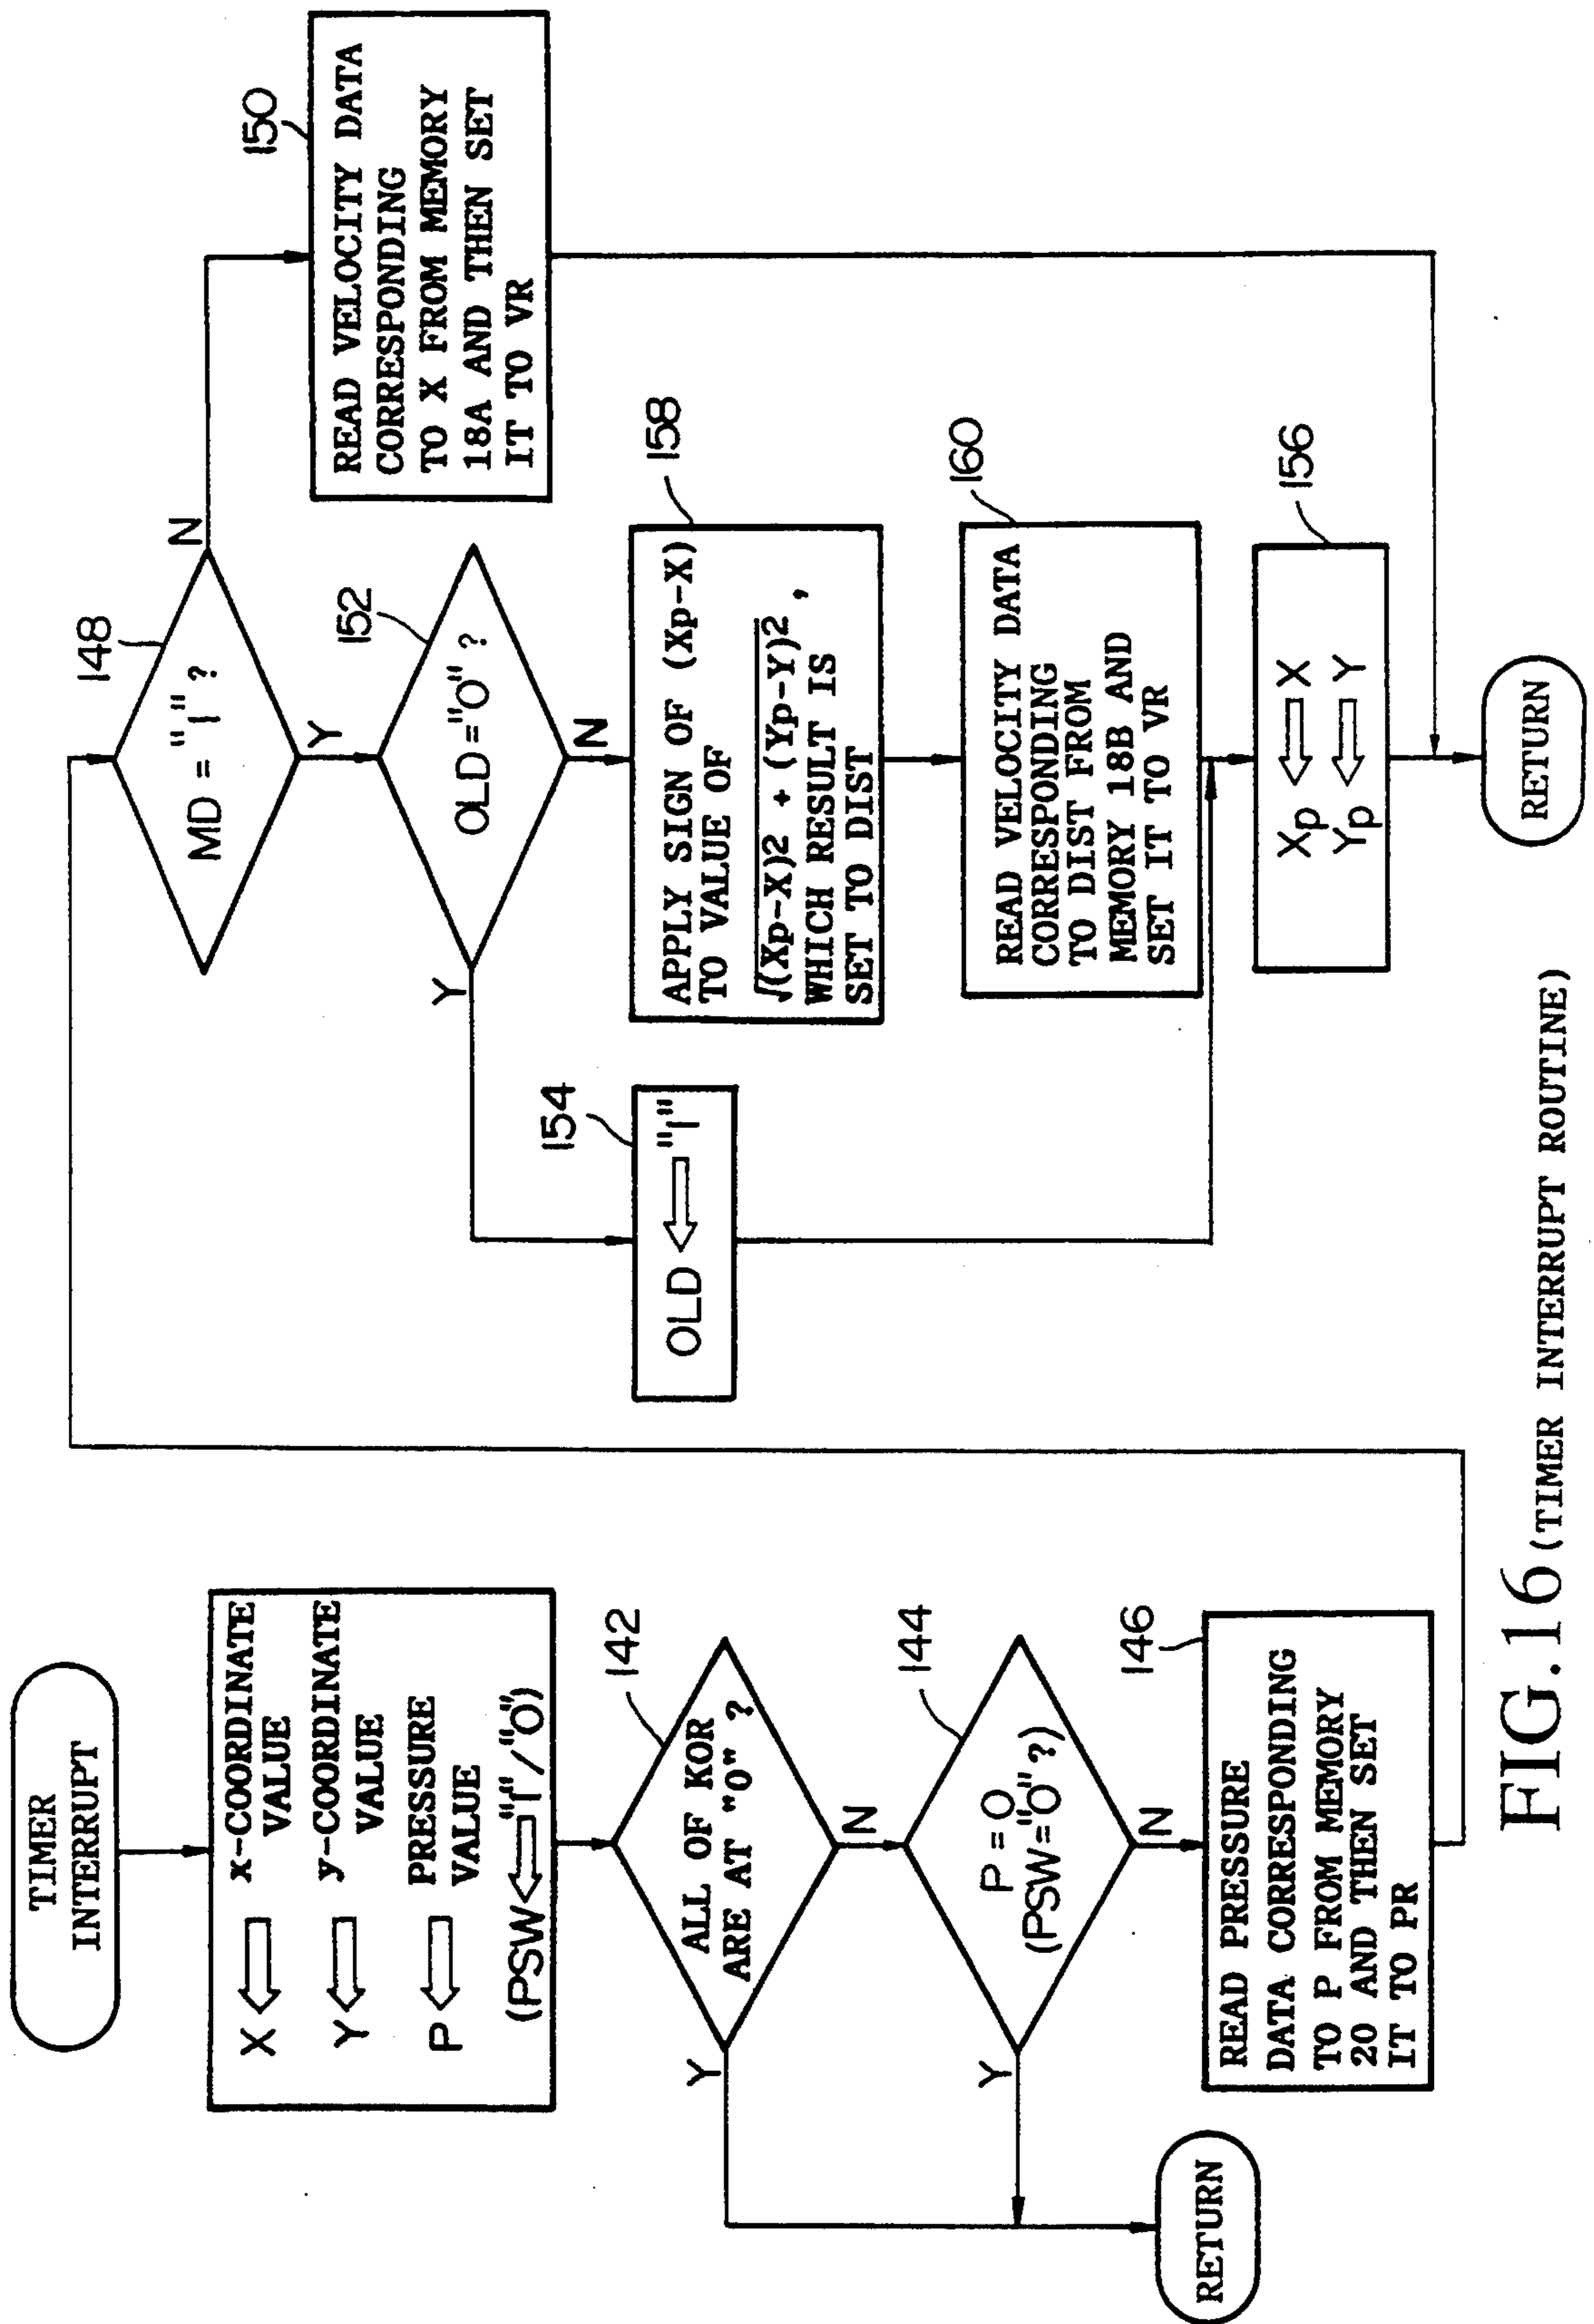 TIMER
INTERRUPT
X ⇐ x-COORDINATE
VALUE
Y ⇐ y-COORDINATE
VALUE
P ⇐ PRESSURE
VALUE
(PSW⇐"1"/"0")
142
ALL OF KOR
ARE AT "0" ?
Y
N
144
P = 0
(PSW="0"?)
Y
N
146
READ PRESSURE
DATA CORRESPONDING
TO P FROM MEMORY
20 AND THEN SET
IT TO PR
RETURN
148
MD = "1" ?
N
Y
150
READ VELOCITY DATA
CORRESPONDING
TO X FROM MEMORY
18A AND THEN SET
IT TO VR
152
OLD = "0" ?
Y
N
154
OLD ⇐ "1"
158
APPLY SIGN OF (Xp-X)
TO VALUE OF
√(Xp-X)2 + (Yp-Y)2 ,
WHICH RESULT IS
SET TO DIST
160
READ VELOCITY DATA
CORRESPONDING
TO DIST FROM
MEMORY 18B AND
SET IT TO VR
156
Xp ⇐ X
Yp ⇐ Y
RETURN
FIG.16 (TIMER INTERRUPT ROUTINE)